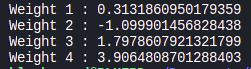 Weight 1 : 0.3131860950179359
Weight 2 : -1.099901456828438
Weight 3 : 1.7978607921321799
Weight 4 : 3.9064808701288403